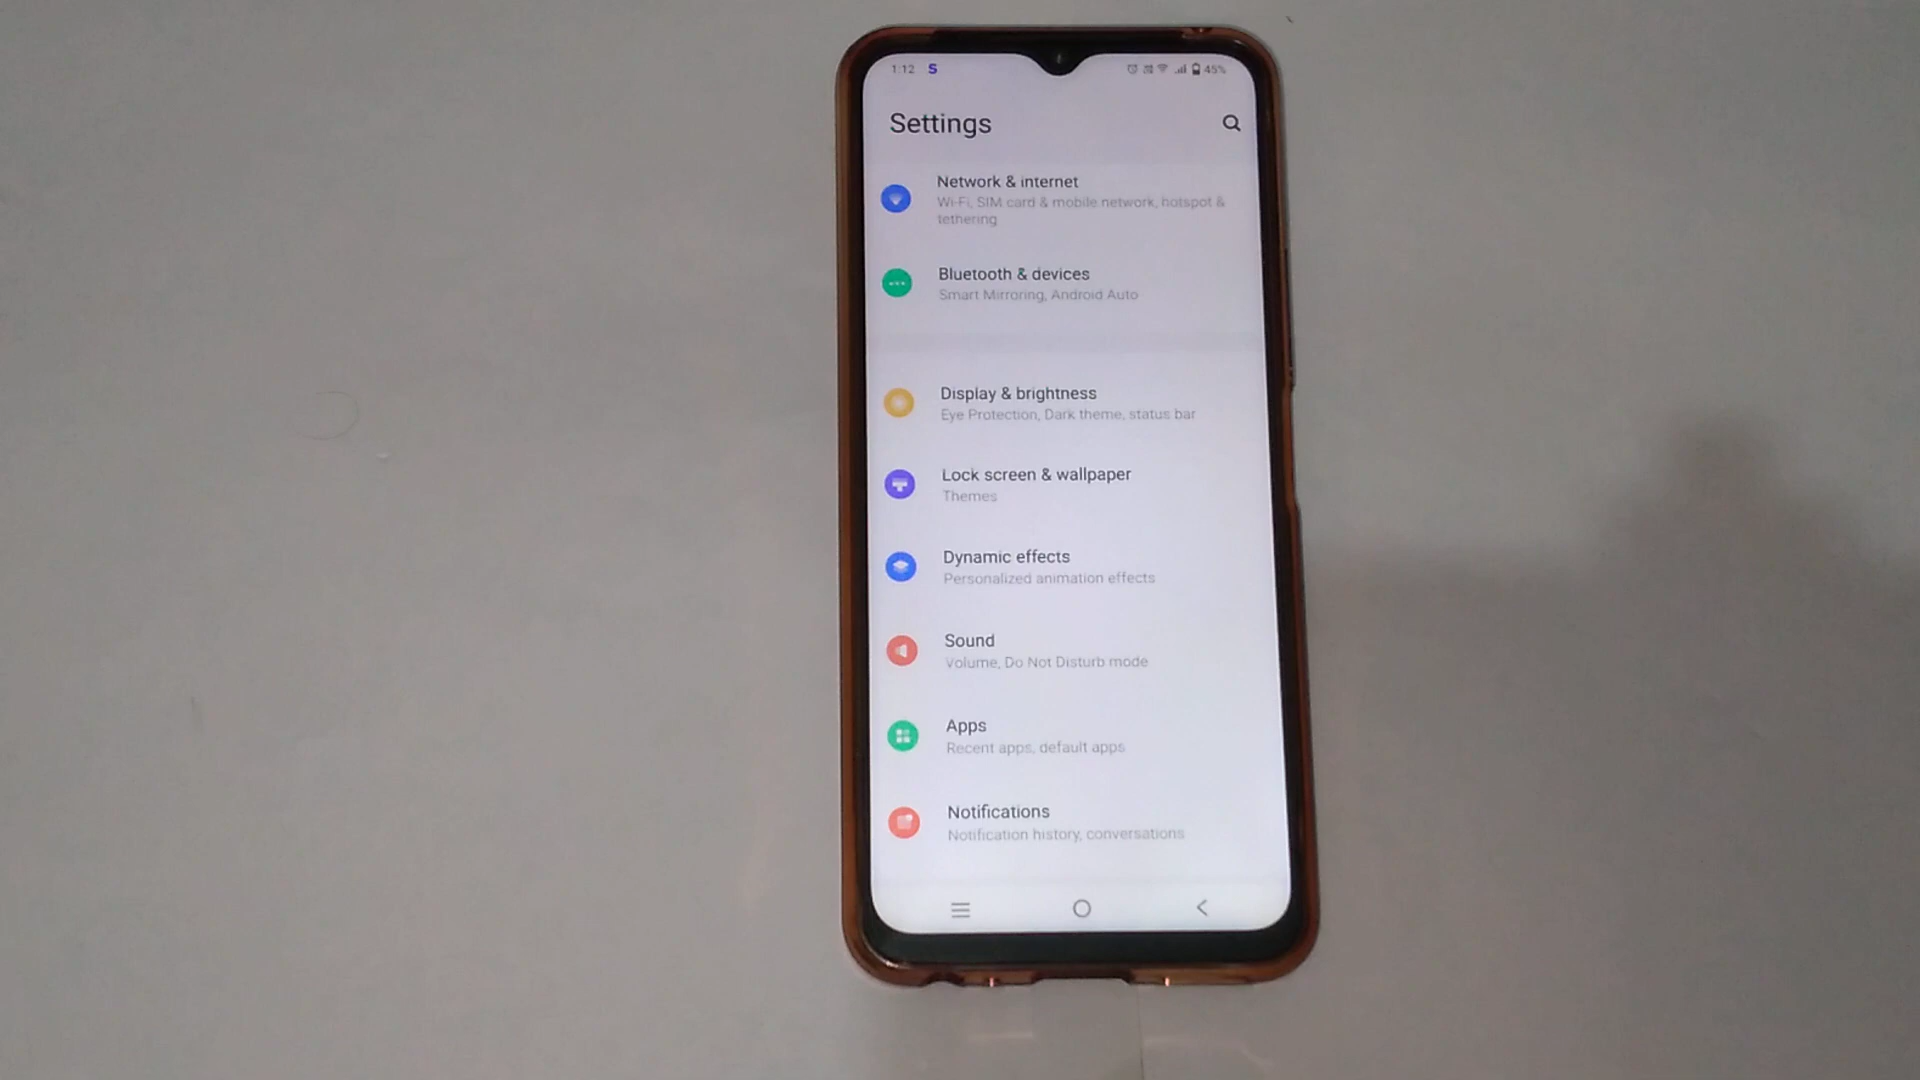 1:12 S 45%
Settings
Network & internet
Wi-Fi, SIM card & mobile network, hotspot &
tethering
Bluetooth & devices
Smart Mirroring, Android Auto
Display & brightness
Eye Protection, Dark theme, status bar
Lock screen & wallpaper
Themes
Dynamic effects
Personalized animation effects
Sound
Volume, Do Not Disturb mode
Apps
Recent apps, default apps
Notifications
Notification history, conversations